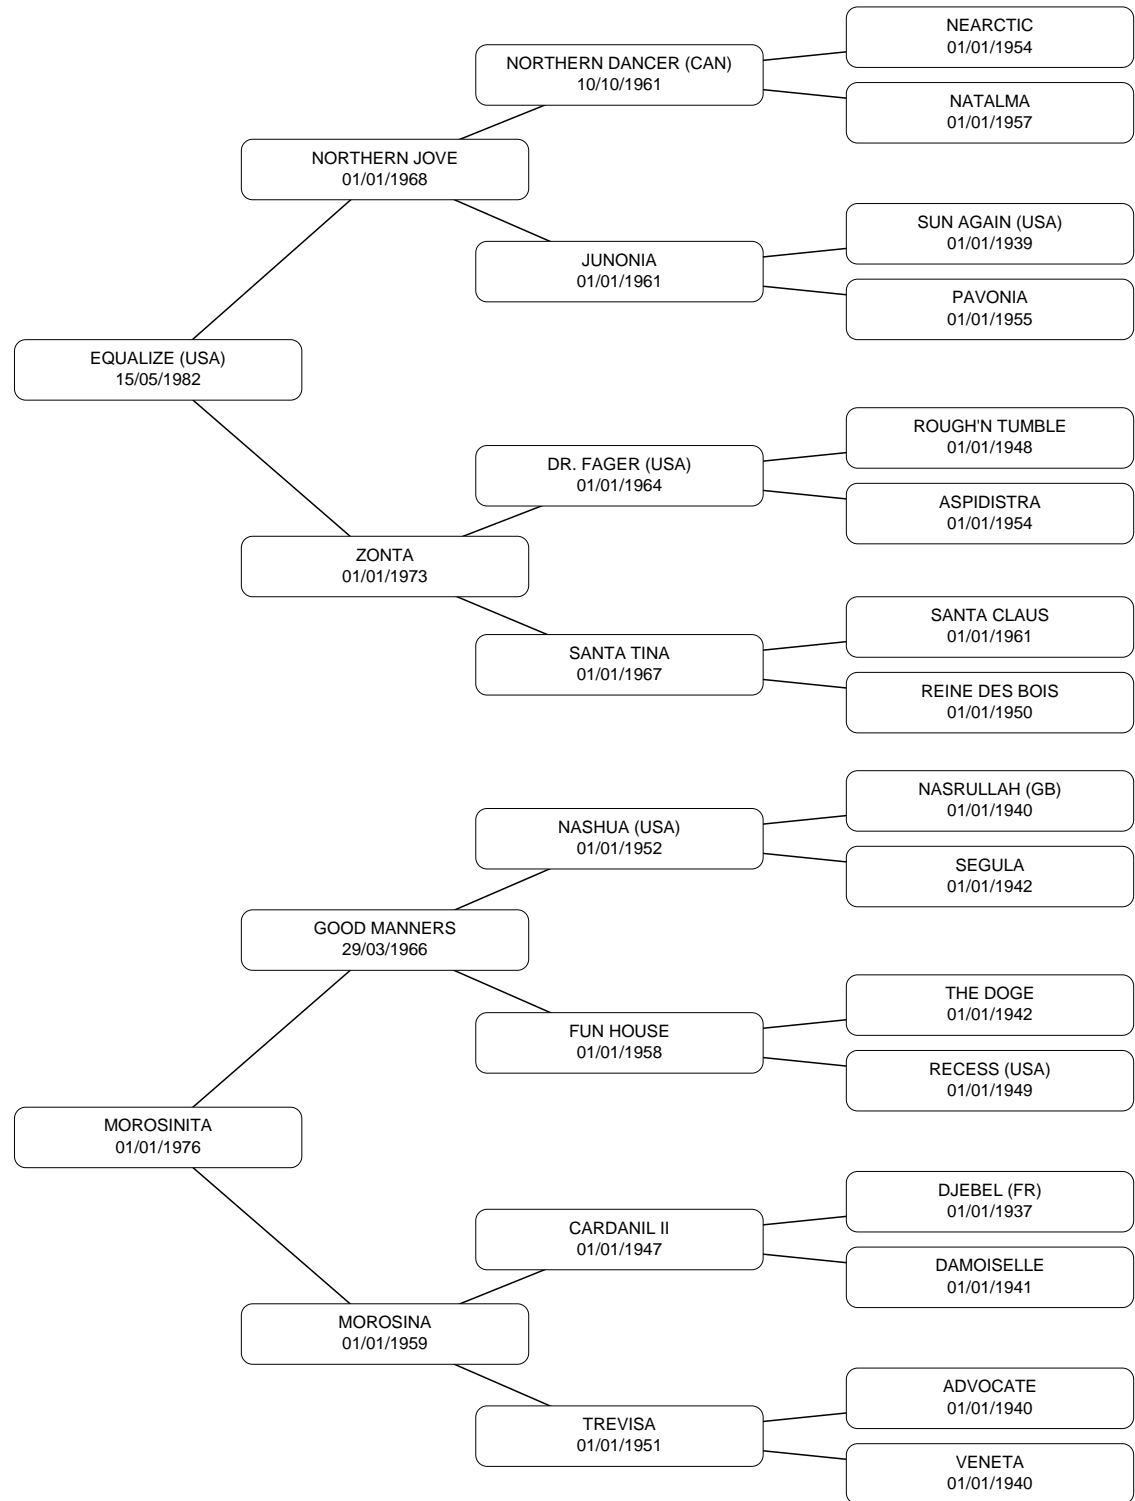 NEARCTIC
01/01/1954
NORTHERN DANCER (CAN)
10/10/1961
NATALMA
01/01/1957
NORTHERN JOVE
01/01/1968
SUN AGAIN (USA)
01/01/1939
JUNONIA
01/01/1961
PAVONIA
01/01/1955
EQUALIZE (USA)
15/05/1982
ROUGH'N TUMBLE
01/01/1948
DR. FAGER (USA)
01/01/1964
ASPIDISTRA
01/01/1954
ZONTA
01/01/1973
SANTA CLAUS
01/01/1961
SANTA TINA
01/01/1967
REINE DES BOIS
01/01/1950
NASRULLAH (GB)
01/01/1940
NASHUA (USA)
01/01/1952
SEGULA
01/01/1942
GOOD MANNERS
29/03/1966
THE DOGE
01/01/1942
FUN HOUSE
01/01/1958
RECESS (USA)
01/01/1949
MOROSINITA
01/01/1976
DJEBEL (FR)
01/01/1937
CARDANIL II
01/01/1947
DAMOISELLE
01/01/1941
MOROSINA
01/01/1959
ADVOCATE
01/01/1940
TREVISA
01/01/1951
VENETA
01/01/1940